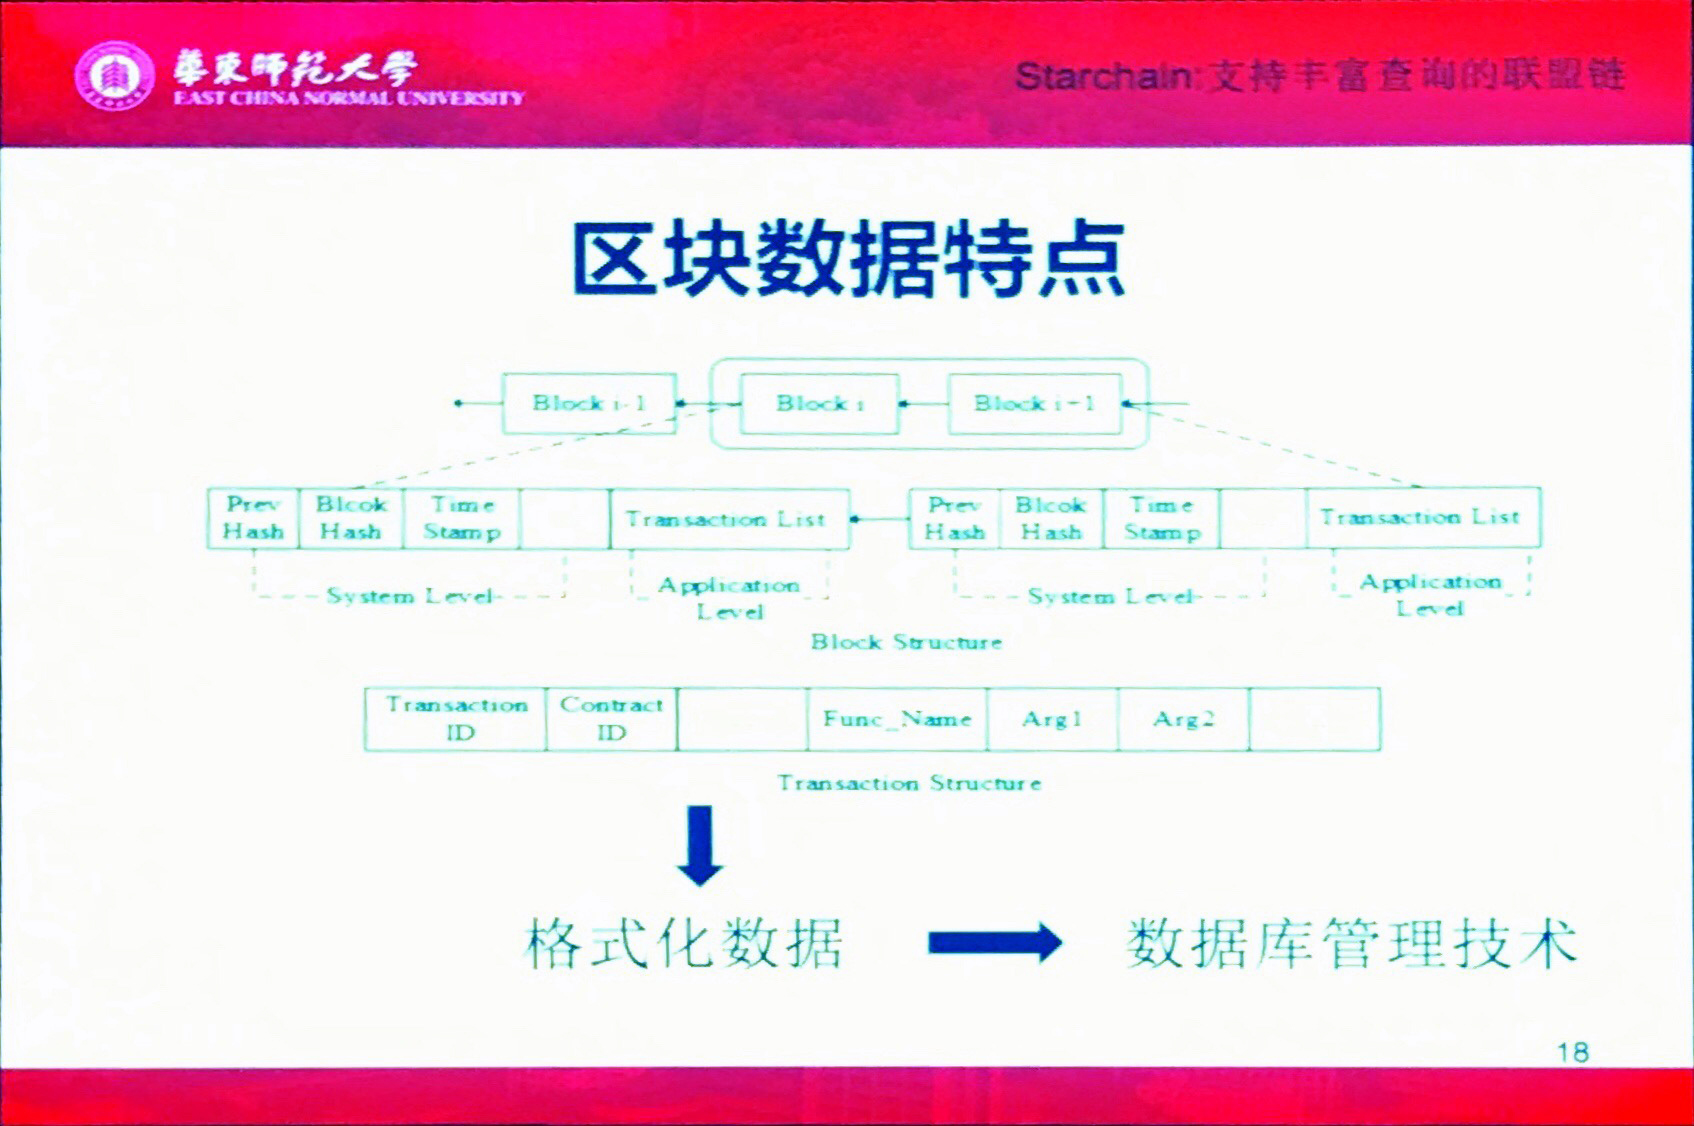 華東師範大學
EAST CHINA NORMAL UNIVERSITY
Starchain:支持丰富查询的联盟链
区块数据特点
Block i-1
Block i
Block i+1
Prev Hash
Blcok Hash
Time Stamp
Transaction List
Prev Hash
Blcok Hash
Time Stamp
Transaction List
System Level
Application Level
System Level
Application Level
Block Structure
Transaction ID
Contract ID
Func_Name
Arg1
Arg2
Transaction Structure
格式化数据
数据库管理技术
18